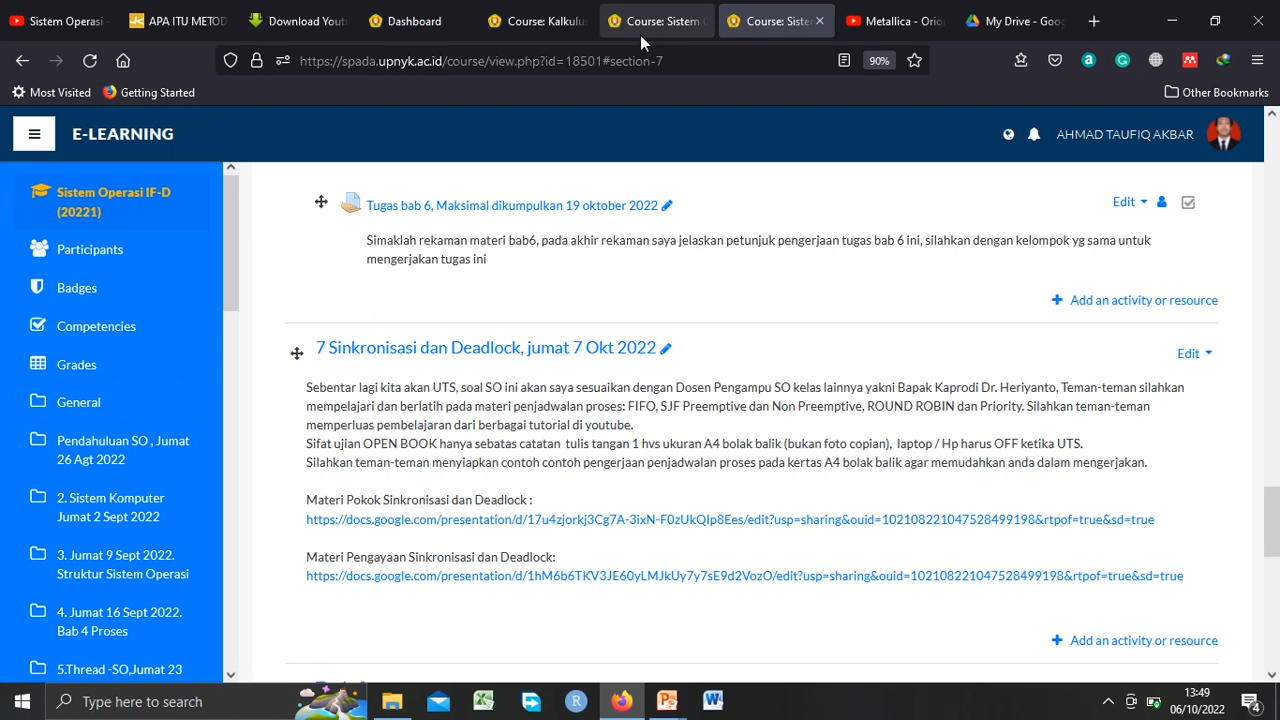 Sistem Operasi
APA ITU METOD
Download Yout
Dashboard
Course: Kalkulu
Course: Sistem O
Course: Siste
Metallica - Orio
My Drive - Goog
https://spada.upnyk.ac.id/course/view.php?id=18501#section-7
90%
Most Visited
Getting Started
Other Bookmarks
E-LEARNING
AHMAD TAUFIQ AKBAR
Sistem Operasi IF-D
(20221)
Participants
Badges
Competencies
Grades
General
Pendahuluan SO , Jumat
26 Agt 2022
2. Sistem Komputer
Jumat 2 Sept 2022
3. Jumat 9 Sept 2022.
Struktur Sistem Operasi
4. Jumat 16 Sept 2022.
Bab 4 Proses
5.Thread -SO,Jumat 23
Tugas bab 6, Maksimal dikumpulkan 19 oktober 2022
Edit
Simaklah rekaman materi bab6, pada akhir rekaman saya jelaskan petunjuk pengerjaan tugas bab 6 ini, silahkan dengan kelompok yg sama untuk
mengerjakan tugas ini
Add an activity or resource
7 Sinkronisasi dan Deadlock, jumat 7 Okt 2022
Edit
Sebentar lagi kita akan UTS, soal SO ini akan saya sesuaikan dengan Dosen Pengampu SO kelas lainnya yakni Bapak Kaprodi Dr. Heriyanto, Teman-teman silahkan
mempelajari dan berlatih pada materi penjadwalan proses: FIFO, SJF Preemptive dan Non Preemptive, ROUND ROBIN dan Priority. Silahkan teman-teman
memperluas pembelajaran dari berbagai tutorial di youtube.
Sifat ujian OPEN BOOK hanya sebatas catatan tulis tangan 1 hvs ukuran A4 bolak balik (bukan foto copian), laptop / Hp harus OFF ketika UTS.
Silahkan teman-teman menyiapkan contoh contoh pengerjaan penjadwalan proses pada kertas A4 bolak balik agar memudahkan anda dalam mengerjakan.
Materi Pokok Sinkronisasi dan Deadlock :
https://docs.google.com/presentation/d/17u4zjorkj3Cg7A-3ixN-F0zUkQIp8Ees/edit?usp=sharing&ouid=102108221047528499198&rtpof=true&sd=true
Materi Pengayaan Sinkronisasi dan Deadlock:
https://docs.google.com/presentation/d/1hM6b6TKV3JE60yLMJkUy7y7sE9d2VozO/edit?usp=sharing&ouid=102108221047528499198&rtpof=true&sd=true
Add an activity or resource
Type here to search
13:49
06/10/2022
4